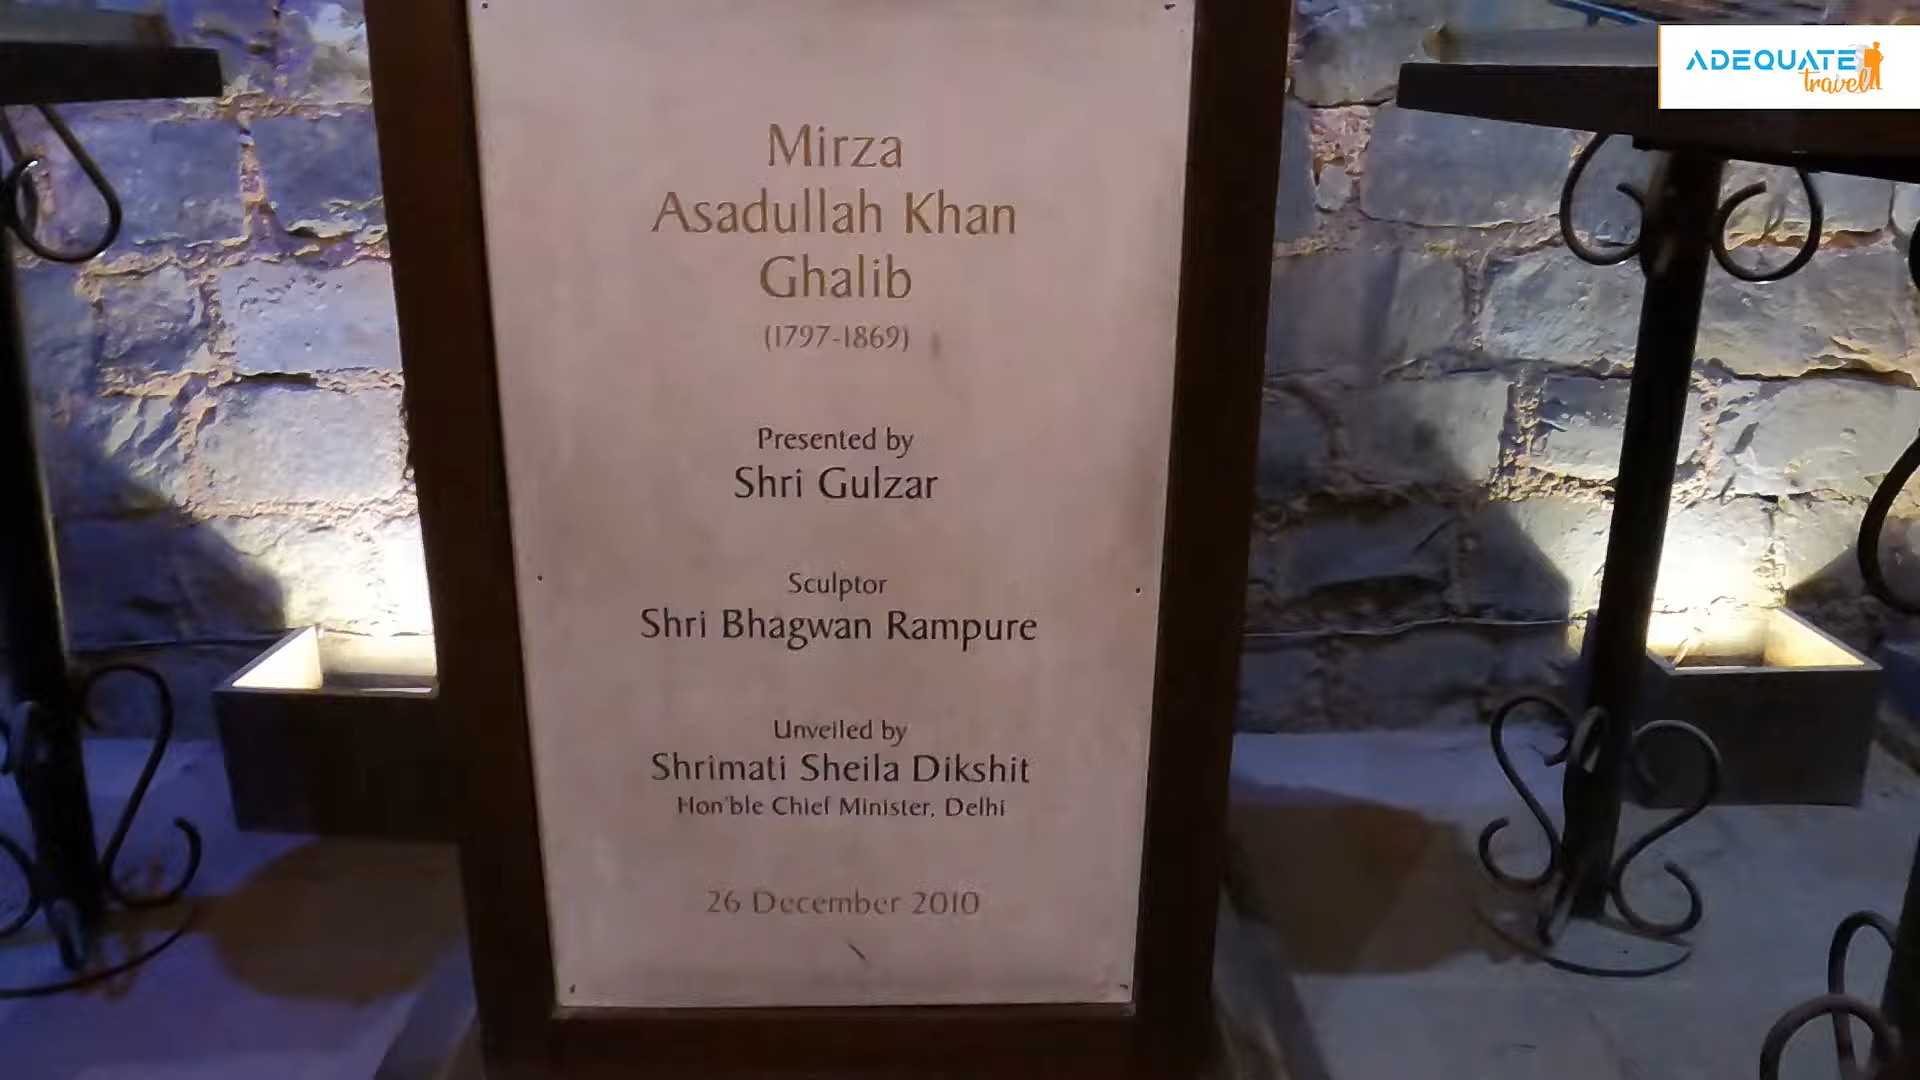 ADEQUATE
travel
Mirza
Asadullah Khan
Ghalib
(1797-1869)
Presented by
Shri Gulzar
Sculptor
Shri Bhagwan Rampure
Unveiled by
Shrimati Sheila Dikshit
Hon'ble Chief Minister, Delhi
26 December 2010